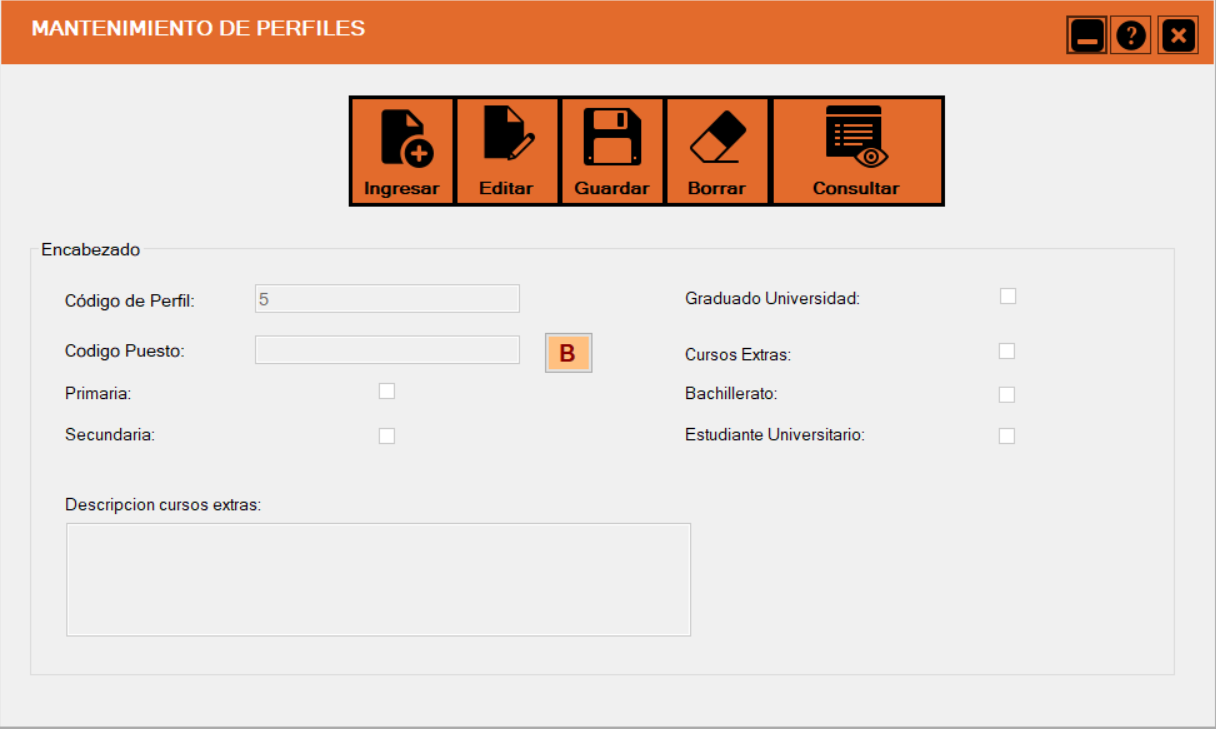 MANTENIMIENTO DE PERFILES
?
Ingresar Editar Guardar Borrar Consultar
Encabezado
Código de Perfil: 5 Graduado Universidad:
Codigo Puesto: B Cursos Extras:
Primaria: Bachillerato:
Secundaria: Estudiante Universitario:
Descripcion cursos extras: